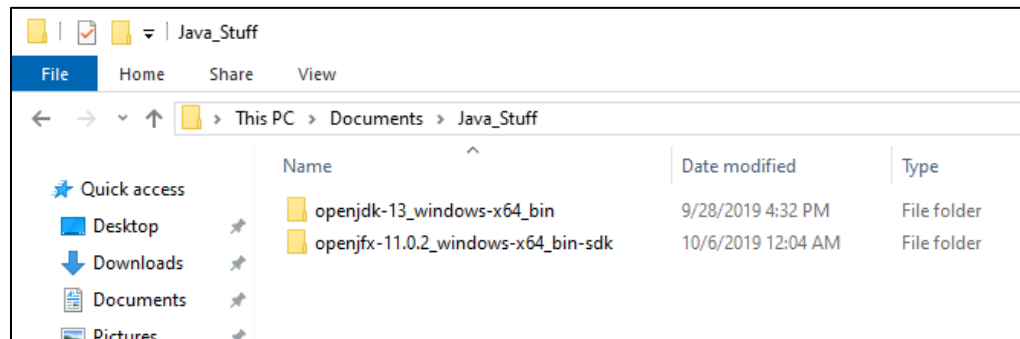 Java_Stuff
File Home Share View
This PC > Documents > Java_Stuff
Name Date modified Type
Quick access
openjdk-13_windows-x64_bin 9/28/2019 4:32 PM File folder
Desktop
openjfx-11.0.2_windows-x64_bin-sdk 10/6/2019 12:04 AM File folder
Downloads
Documents
Pictures